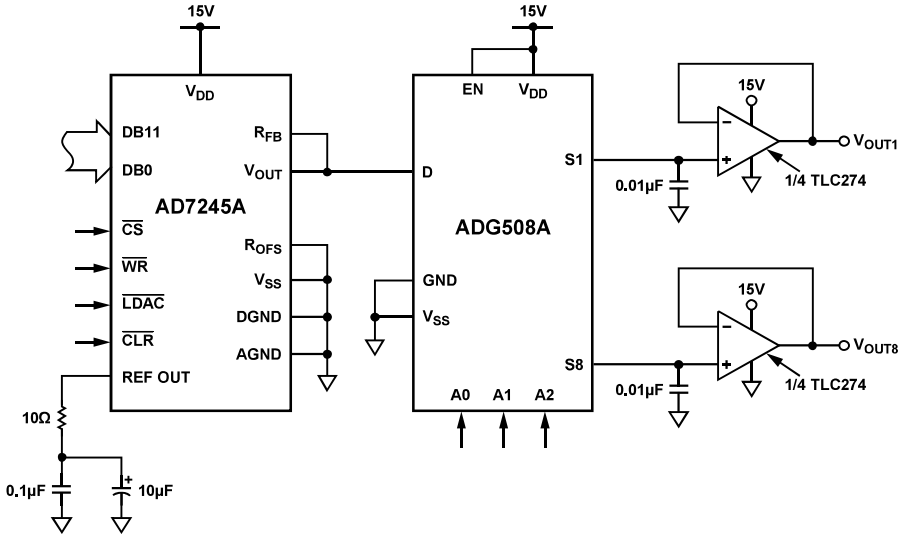 15V
V_DD
DB11
DB0
AD7245A
R_FB
V_OUT
R_OFS
V_SS
DGND
AGND
CS
WR
LDAC
CLR
REF OUT
10Ω
0.1µF
+
10µF
15V
EN
V_DD
D
S1
ADG508A
GND
V_SS
S8
A0 A1 A2
0.01µF
15V
−
+
V_OUT1
1/4 TLC274
0.01µF
15V
−
+
V_OUT8
1/4 TLC274